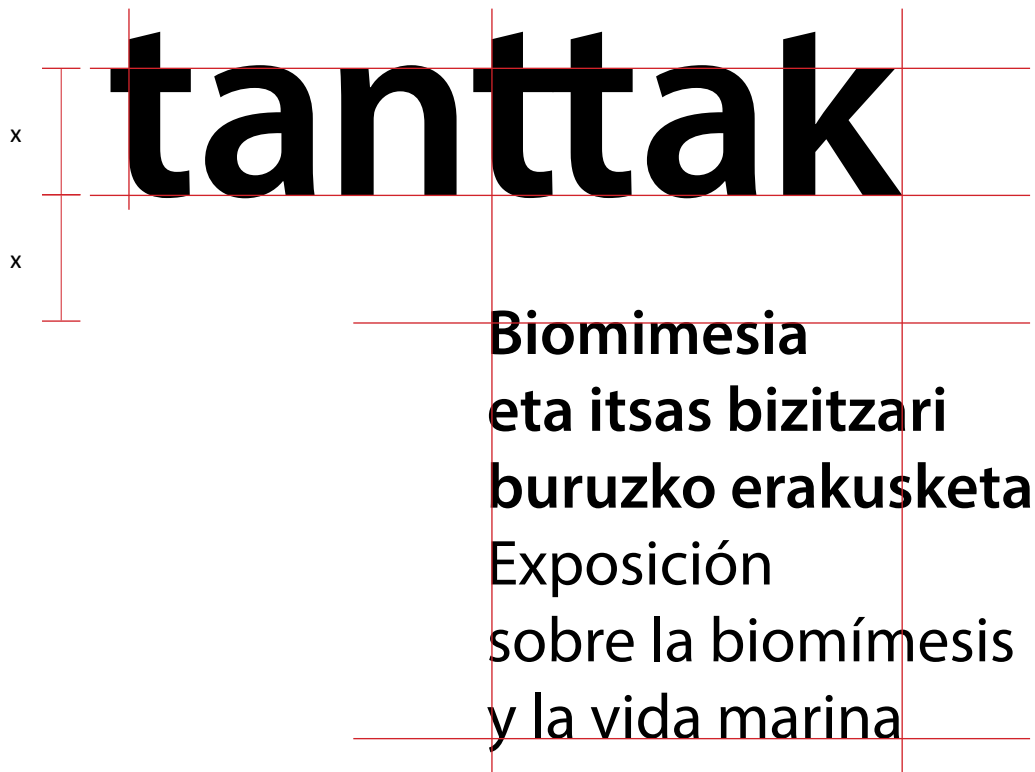 tanttak
x
x
Biomimesia
eta itsas bizitzari
buruzko erakusketa
Exposición
sobre la biomímesis
y la vida marina